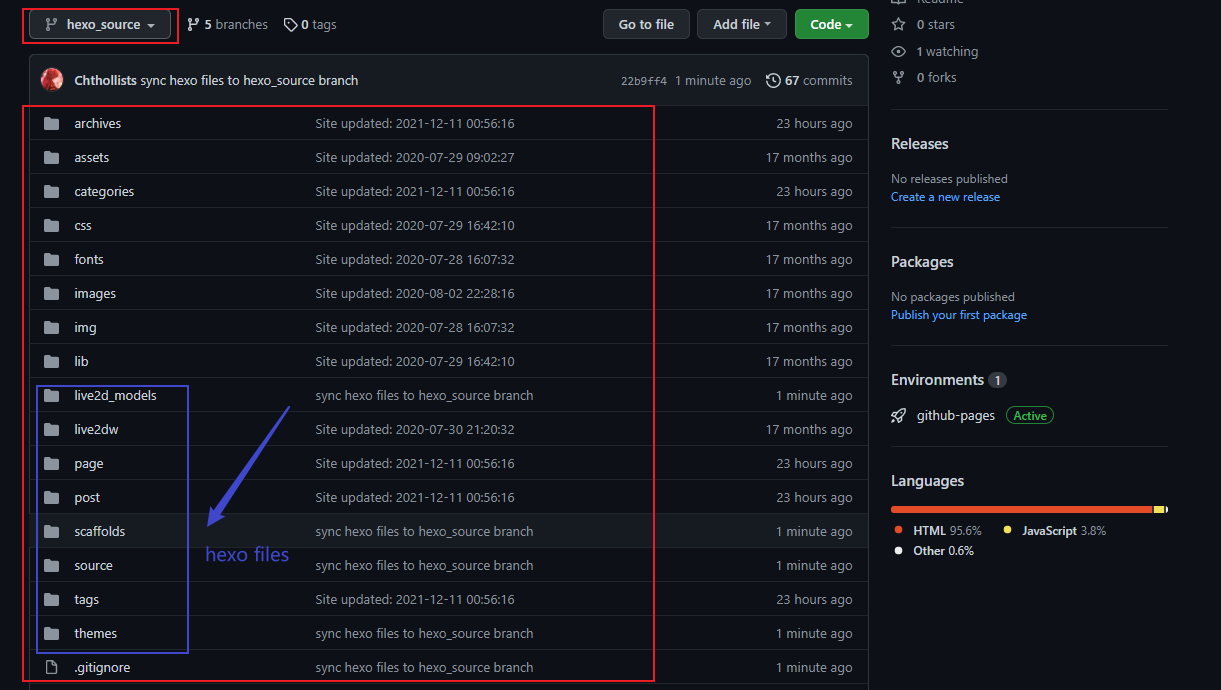 hexo_source 5 branches 0 tags Go to file Add file Code
Chthollists sync hexo files to hexo_source branch 22b9ff4 1 minute ago 67 commits
archives Site updated: 2021-12-11 00:56:16 23 hours ago
assets Site updated: 2020-07-29 09:02:27 17 months ago
categories Site updated: 2021-12-11 00:56:16 23 hours ago
css Site updated: 2020-07-29 16:42:10 17 months ago
fonts Site updated: 2020-07-28 16:07:32 17 months ago
images Site updated: 2020-08-02 22:28:16 17 months ago
img Site updated: 2020-07-28 16:07:32 17 months ago
lib Site updated: 2020-07-29 16:42:10 17 months ago
live2d_models sync hexo files to hexo_source branch 1 minute ago
live2dw Site updated: 2020-07-30 21:20:32 17 months ago
page Site updated: 2021-12-11 00:56:16 23 hours ago
post Site updated: 2021-12-11 00:56:16 23 hours ago
scaffolds sync hexo files to hexo_source branch 1 minute ago
hexo files
source sync hexo files to hexo_source branch 1 minute ago
tags Site updated: 2021-12-11 00:56:16 23 hours ago
themes sync hexo files to hexo_source branch 1 minute ago
.gitignore sync hexo files to hexo_source branch 1 minute ago
Readme
0 stars
1 watching
0 forks
Releases
No releases published
Create a new release
Packages
No packages published
Publish your first package
Environments 1
github-pages Active
Languages
HTML 95.6% JavaScript 3.8%
Other 0.6%